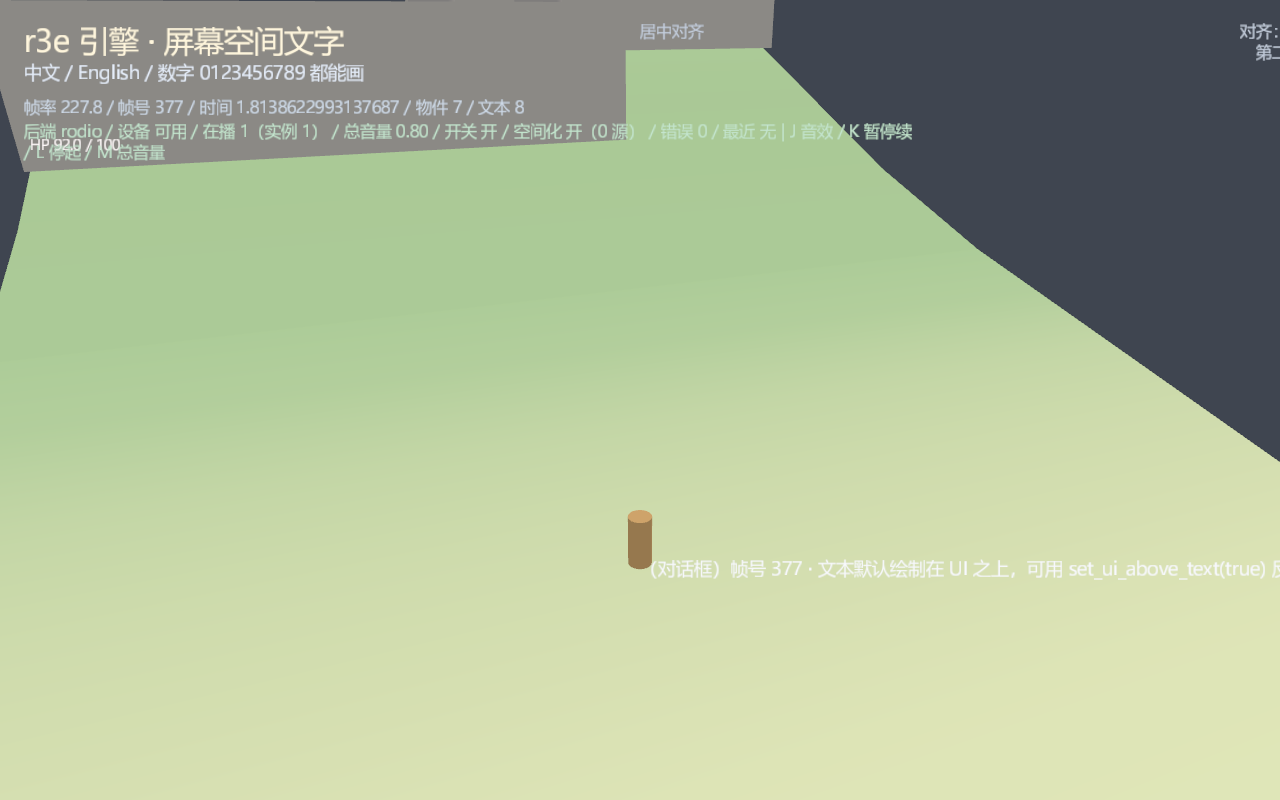 r3e 引擎 · 屏幕空间文字
居中对齐
对齐:
第二
中文 / English / 数字 0123456789 都能画
帧率 227.8 / 帧号 377 / 时间 1.8138622993137687 / 物件 7 / 文本 8
后端 rodio / 设备 可用 / 在播 1（实例 1） / 总音量 0.80 / 开关 开 / 空间化 开（0 源） / 错误 0 / 最近 无 | J 音效 / K 暂停续
/ L 停起 / M 总音量
HP 92.0 / 100
（对话框）帧号 377 · 文本默认绘制在 UI 之上，可用 set_ui_above_text(true)